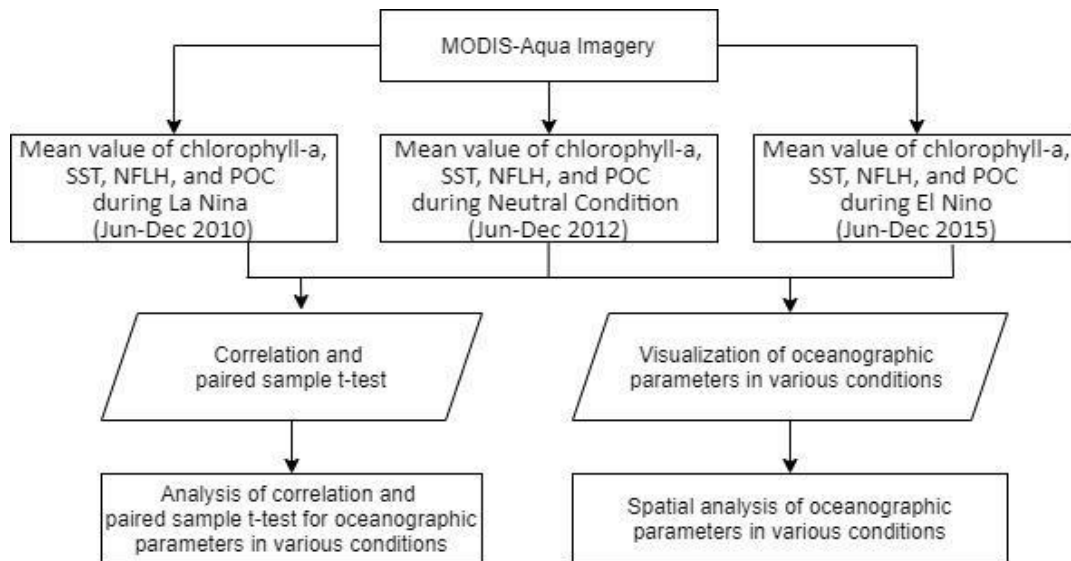 MODIS-Aqua Imagery
Mean value of chlorophyll-a,
SST, NFLH, and POC
during La Nina
(Jun-Dec 2010)
Mean value of chlorophyll-a,
SST, NFLH, and POC
during Neutral Condition
(Jun-Dec 2012)
Mean value of chlorophyll-a,
SST, NFLH, and POC
during El Nino
(Jun-Dec 2015)
Correlation and
paired sample t-test
Visualization of oceanographic
parameters in various conditions
Analysis of correlation and
paired sample t-test for oceanographic
parameters in various conditions
Spatial analysis of oceanographic
parameters in various conditions